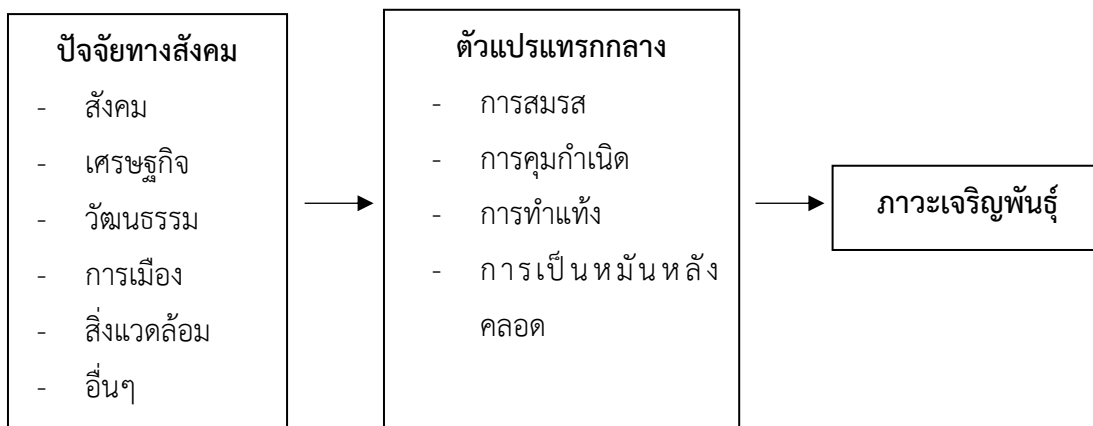 ปัจจัยทางสังคม
- สังคม
- เศรษฐกิจ
- วัฒนธรรม
- การเมือง
- สิ่งแวดล้อม
- อื่นๆ
ตัวแปรแทรกกลาง
- การสมรส
- การคุมกำเนิด
- การทำแท้ง
- การเป็นหมันหลัง
คลอด
ภาวะเจริญพันธุ์